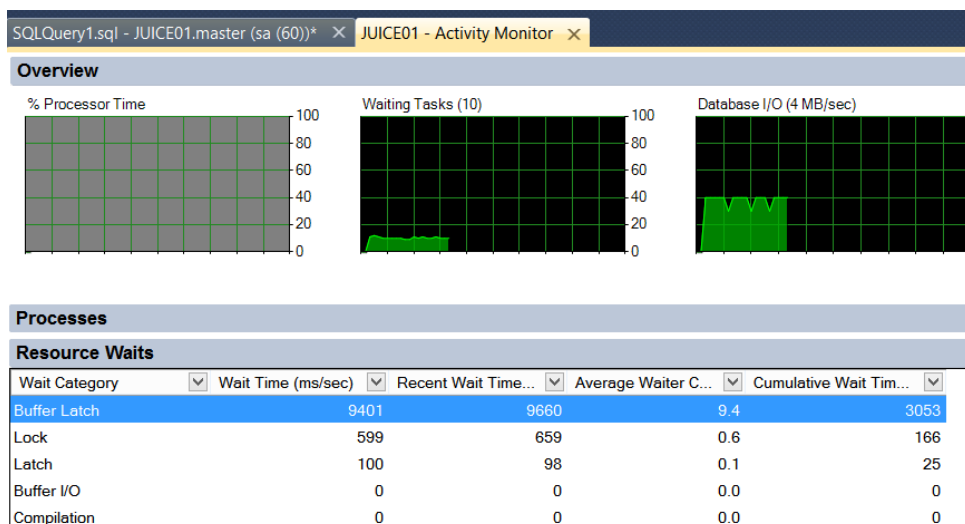 SQLQuery1.sql - JUICE01.master (sa (60))* JUICE01 - Activity Monitor
Overview
% Processor Time Waiting Tasks (10) Database I/O (4 MB/sec)
100 100
80 80
60 60
40 40
20 20
0 0
Processes
Resource Waits
Wait Category Wait Time (ms/sec) Recent Wait Time... Average Waiter C... Cumulative Wait Tim...
Buffer Latch 9401 9660 9.4 3053
Lock 599 659 0.6 166
Latch 100 98 0.1 25
Buffer I/O 0 0 0.0 0
Compilation 0 0 0.0 0